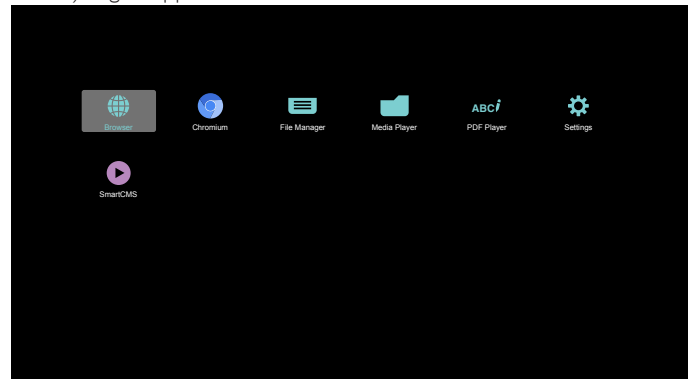 Browser
Chromium
File Manager
Media Player
ABC
PDF Player
Settings
SmartCMS